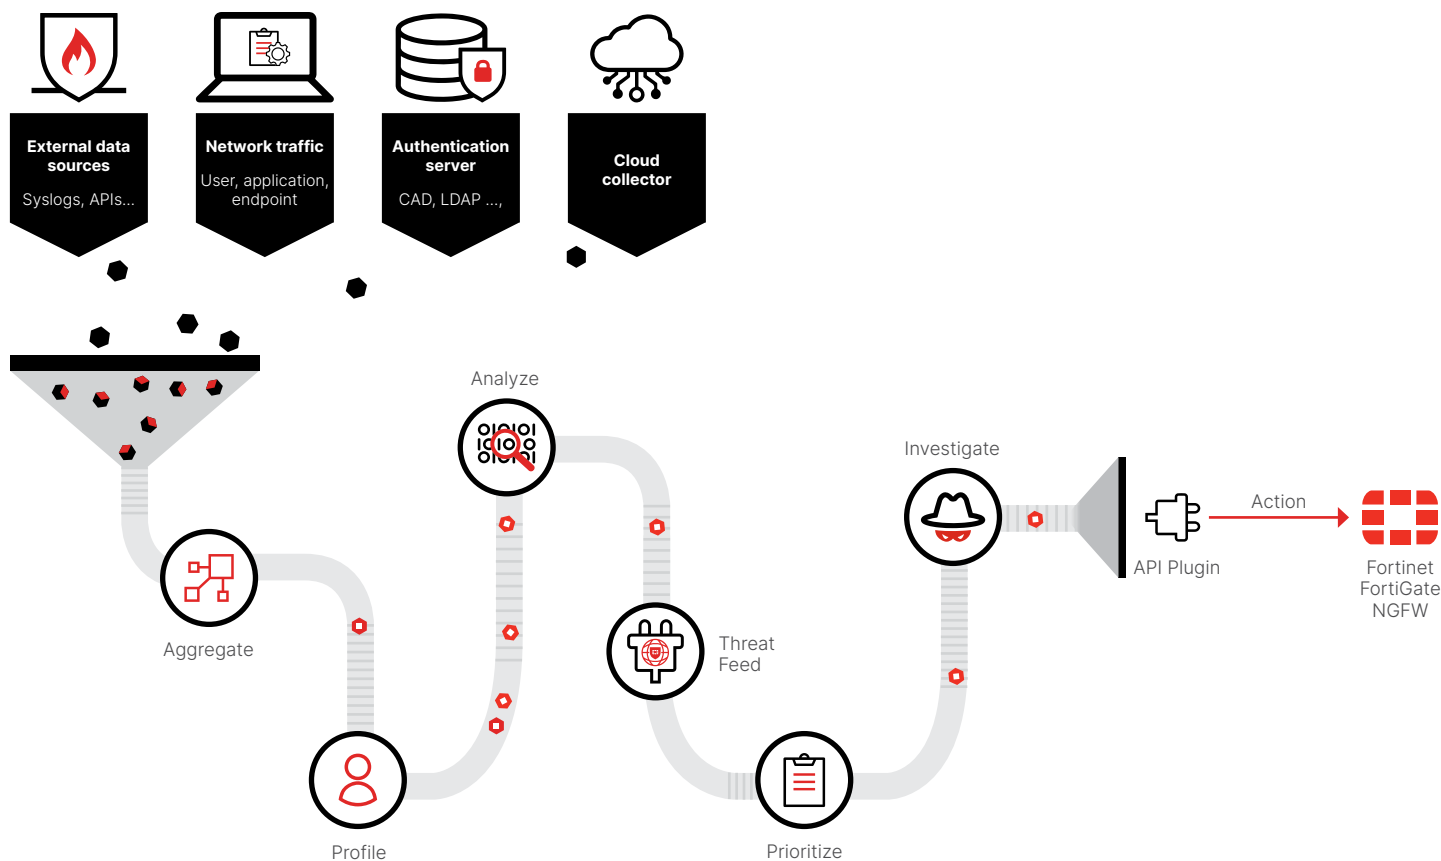 External data
sources
Syslogs, APIs...
Network traffic
User, application,
endpoint
Authentication
server
CAD, LDAP ...,
Cloud
collector
Analyze
Investigate
Action
API Plugin
Fortinet
FortiGate
NGFW
Aggregate
Threat
Feed
Profile
Prioritize